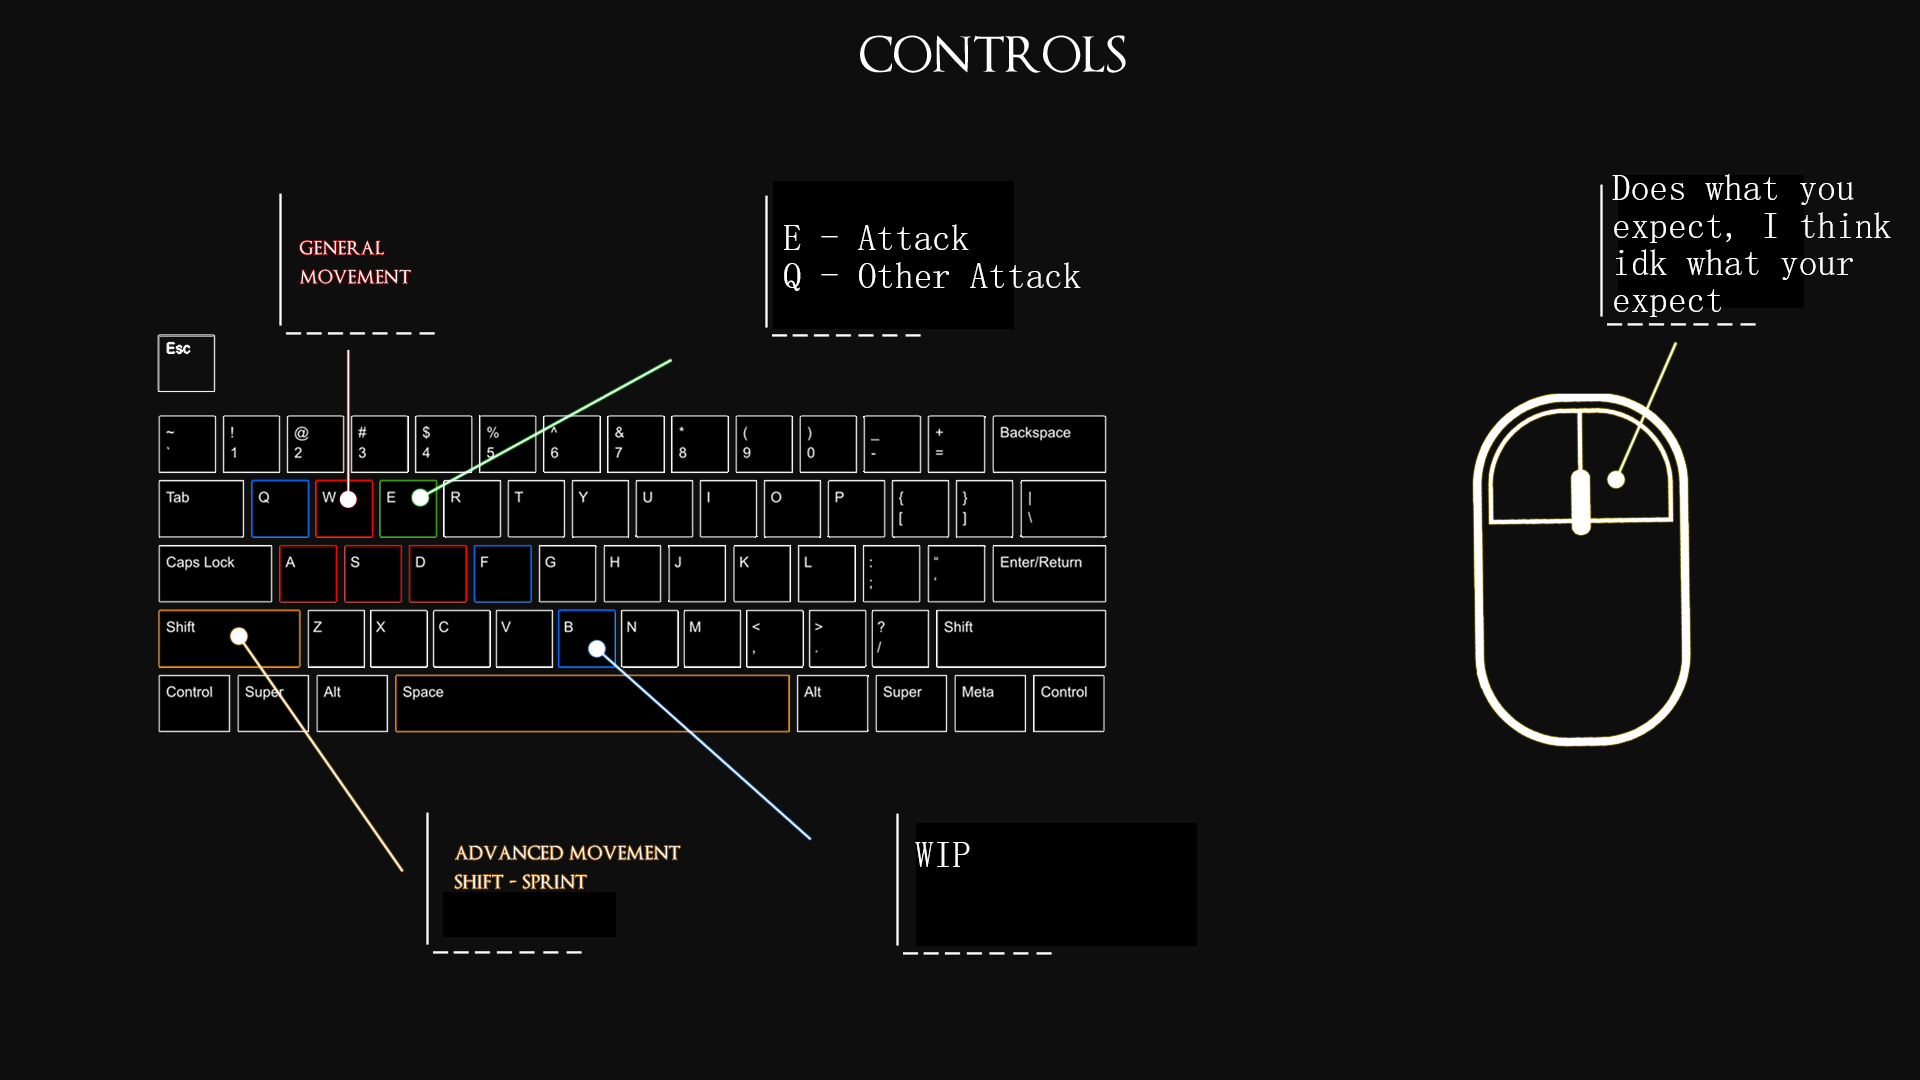 CONTROLS
GENERAL
MOVEMENT
E - Attack
Q - Other Attack
Does what you
expect, I think
idk what your
expect
Esc
~ ! @ # $ % ^ & * ( ) _ + Backspace
` 1 2 3 4 5 6 7 8 9 0 - =
Tab Q W E R T Y U I O P { } |
[ ] \
Caps Lock A S D F G H J K L : " Enter/Return
; '
Shift Z X C V B N M < > ? Shift
, . /
Control Super Alt Space Alt Super Meta Control
ADVANCED MOVEMENT
SHIFT - SPRINT
WIP